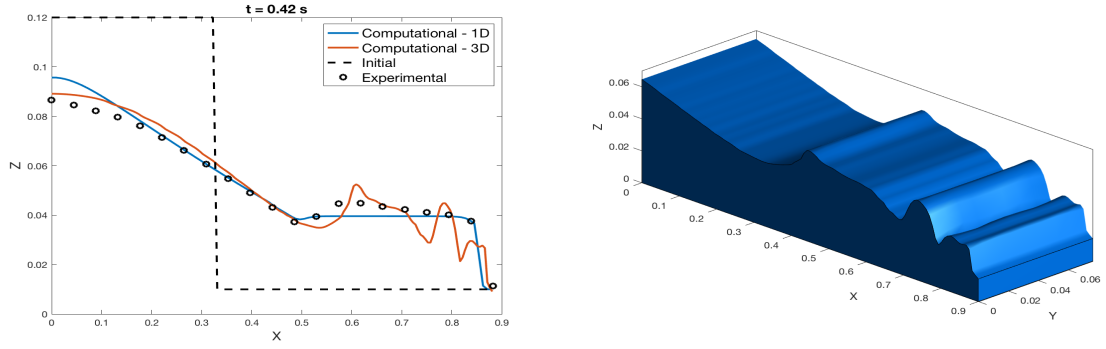 t = 0.42 s
0.12
0.1
0.08
0.06
0.04
0.02
0
Z
Computational - 1D
Computational - 3D
Initial
Experimental
0 0.1 0.2 0.3 0.4 0.5 0.6 0.7 0.8 0.9
X
0.06
0.04
0.02
0
Z
0 0.1 0.2 0.3 0.4 0.5 0.6 0.7 0.8 0.9
X
0 0.02 0.04 0.06
Y